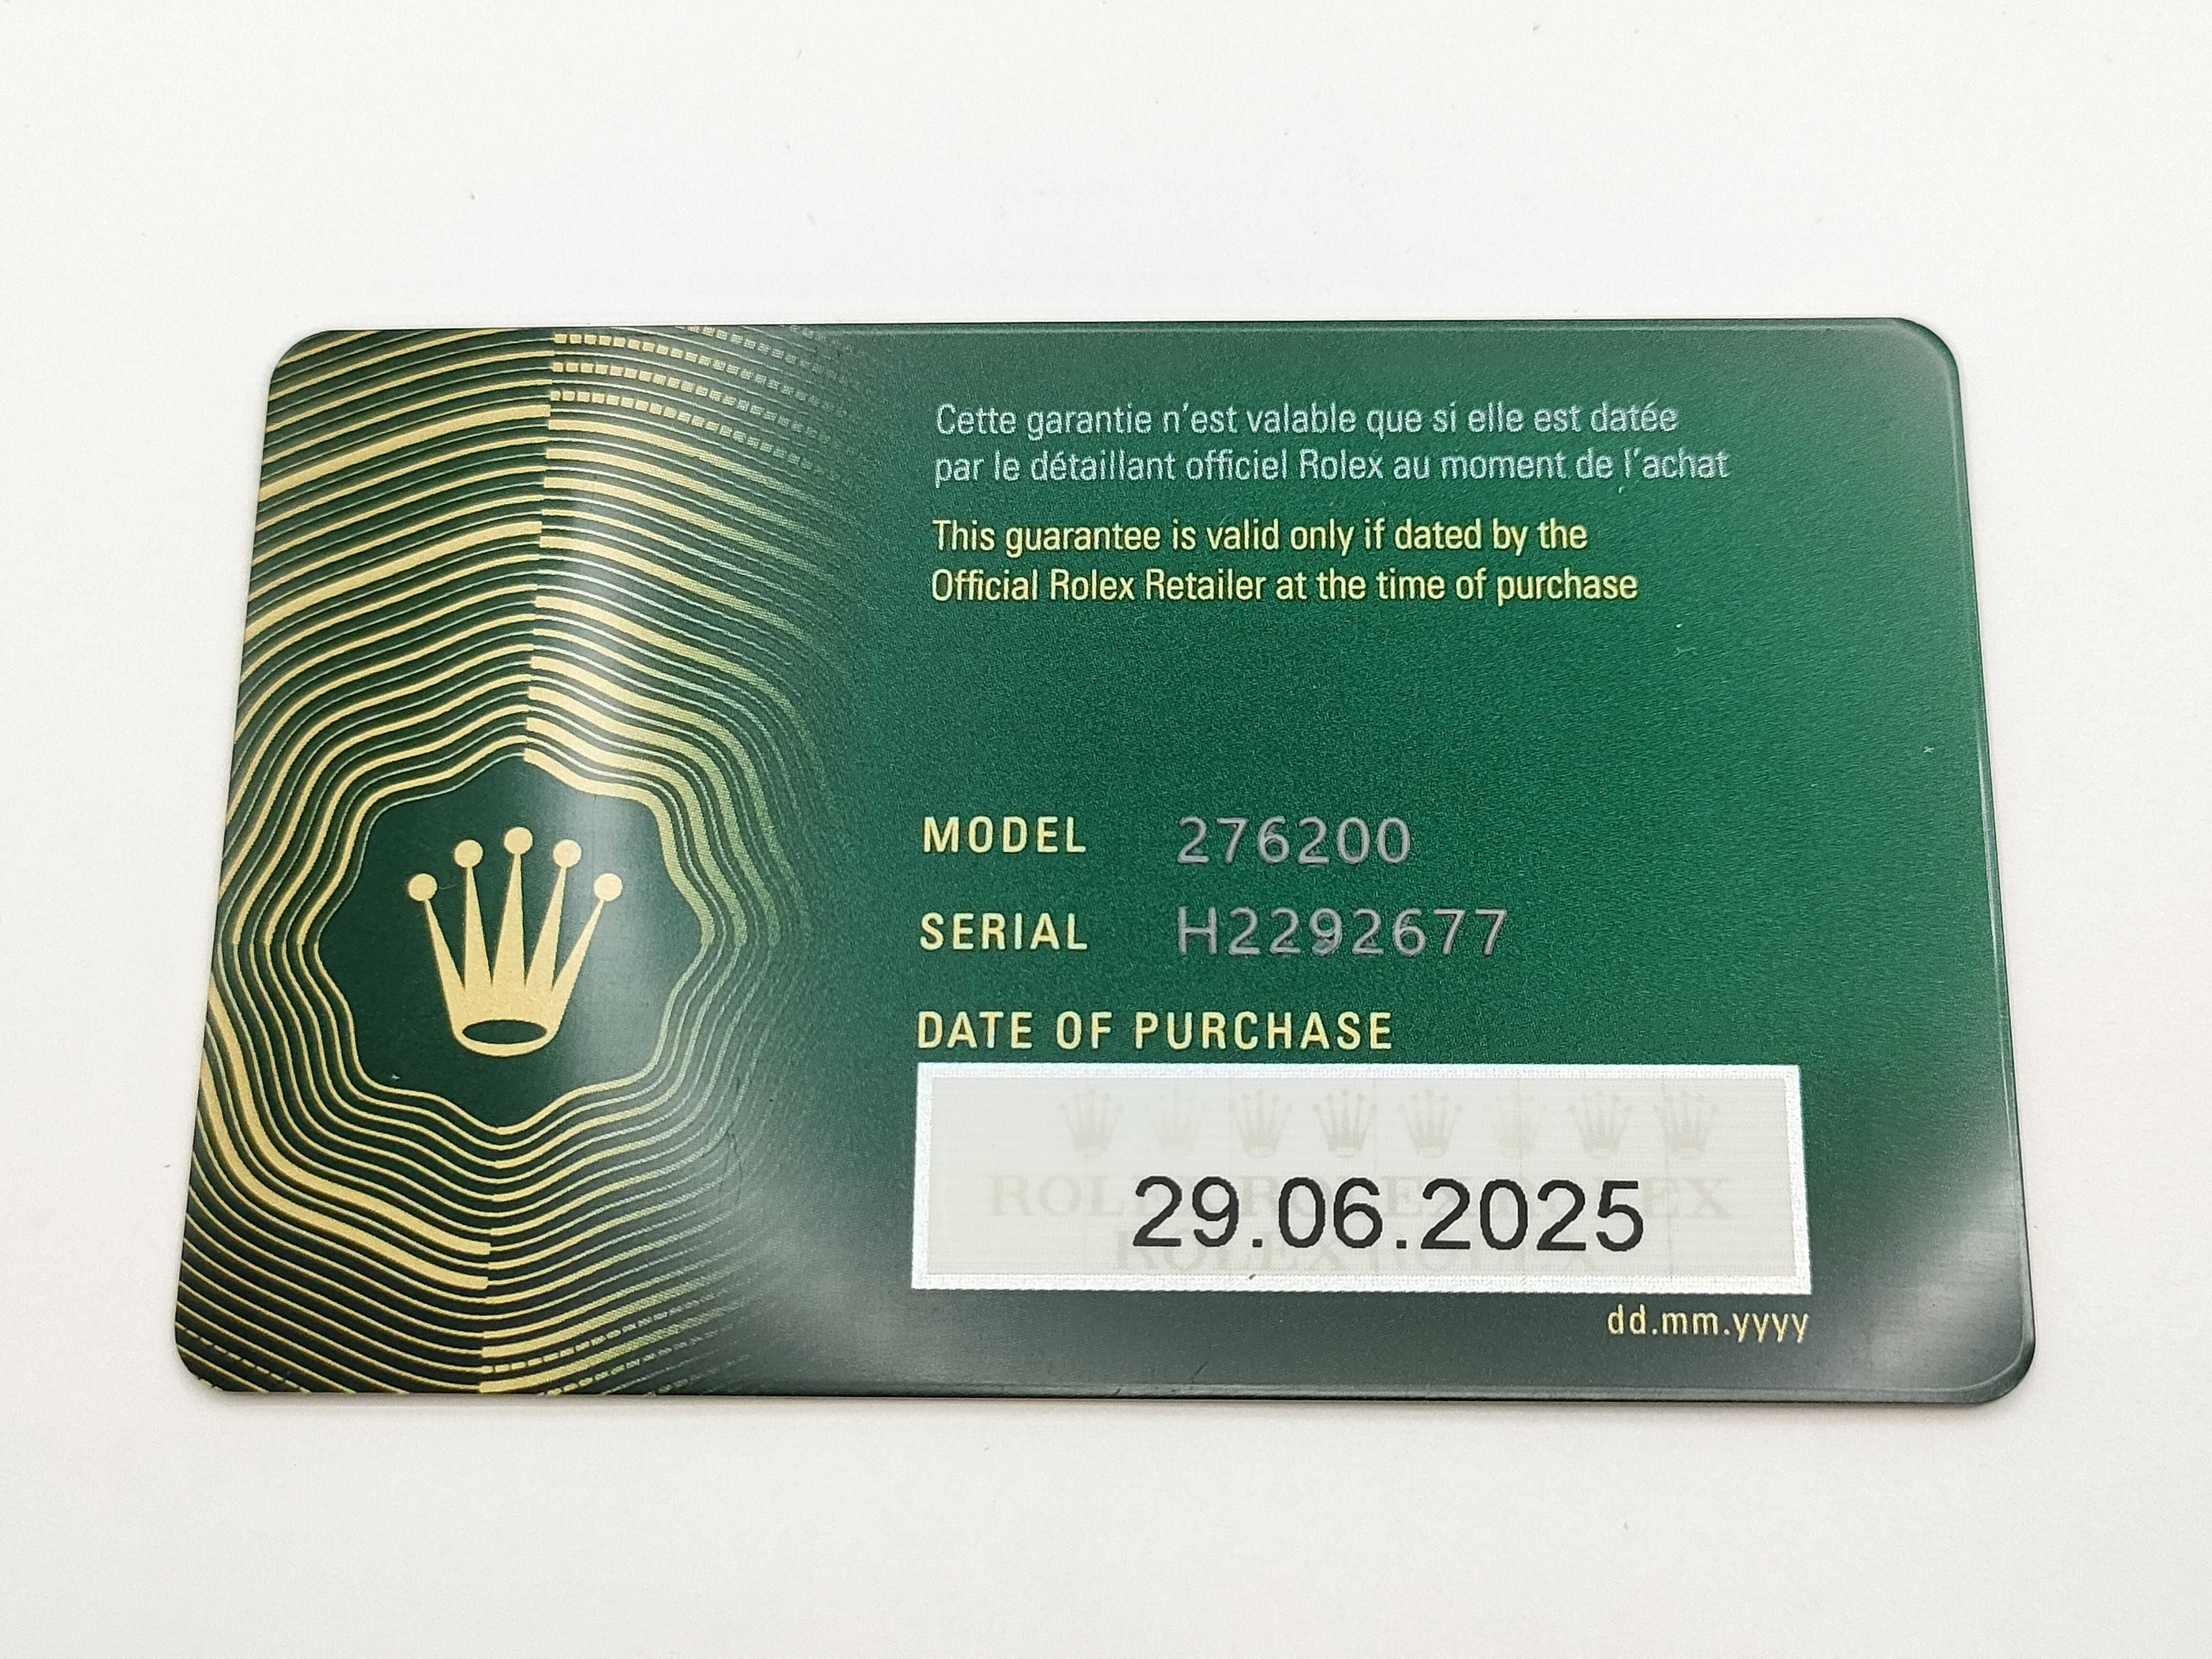 Cette garantie n'est valable que si elle est datée
par le détaillant officiel Rolex au moment de l'achat
This guarantee is valid only if dated by the
Official Rolex Retailer at the time of purchase
MODEL 276200
SERIAL H2292677
DATE OF PURCHASE
29.06.2025
dd.mm.yyyy